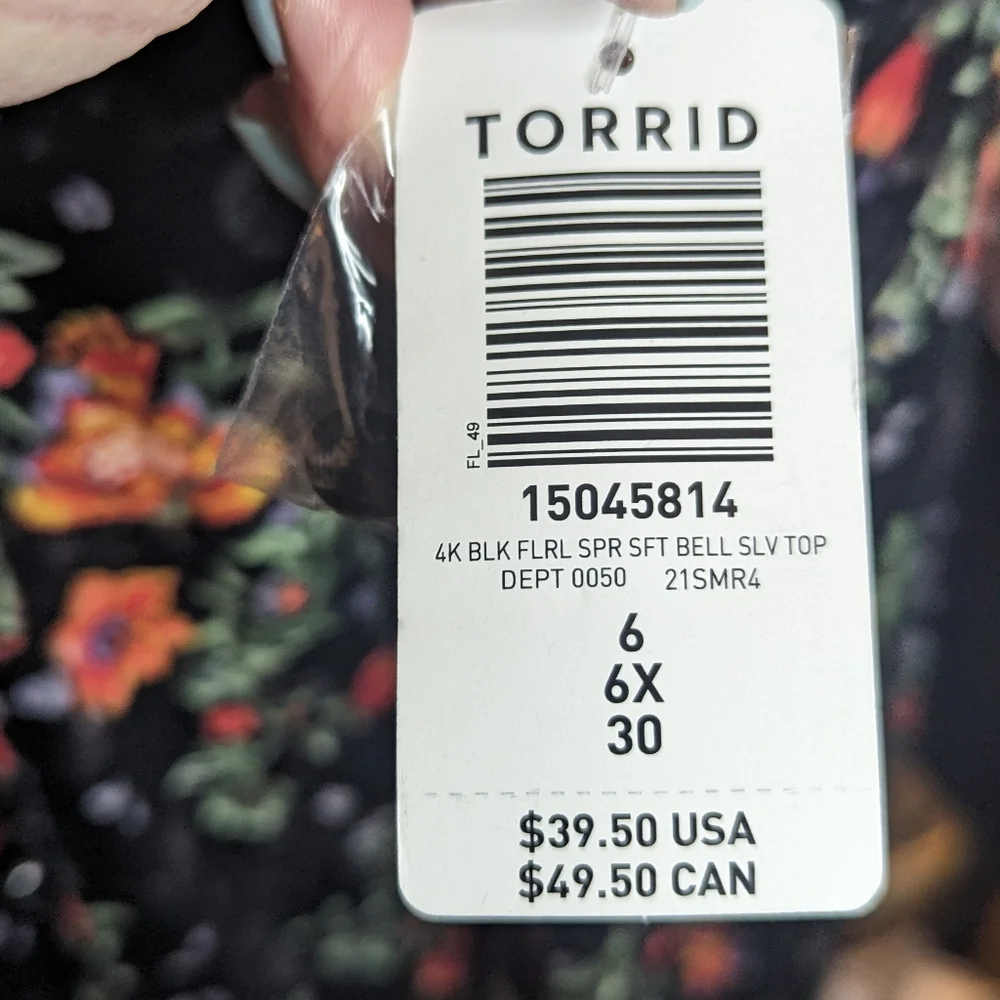 TORRID
FL_49
15045814
4K BLK FLRL SPR SFT BELL SLV TOP
DEPT 0050 21SMR4
6
6X
30
$39.50 USA
$49.50 CAN